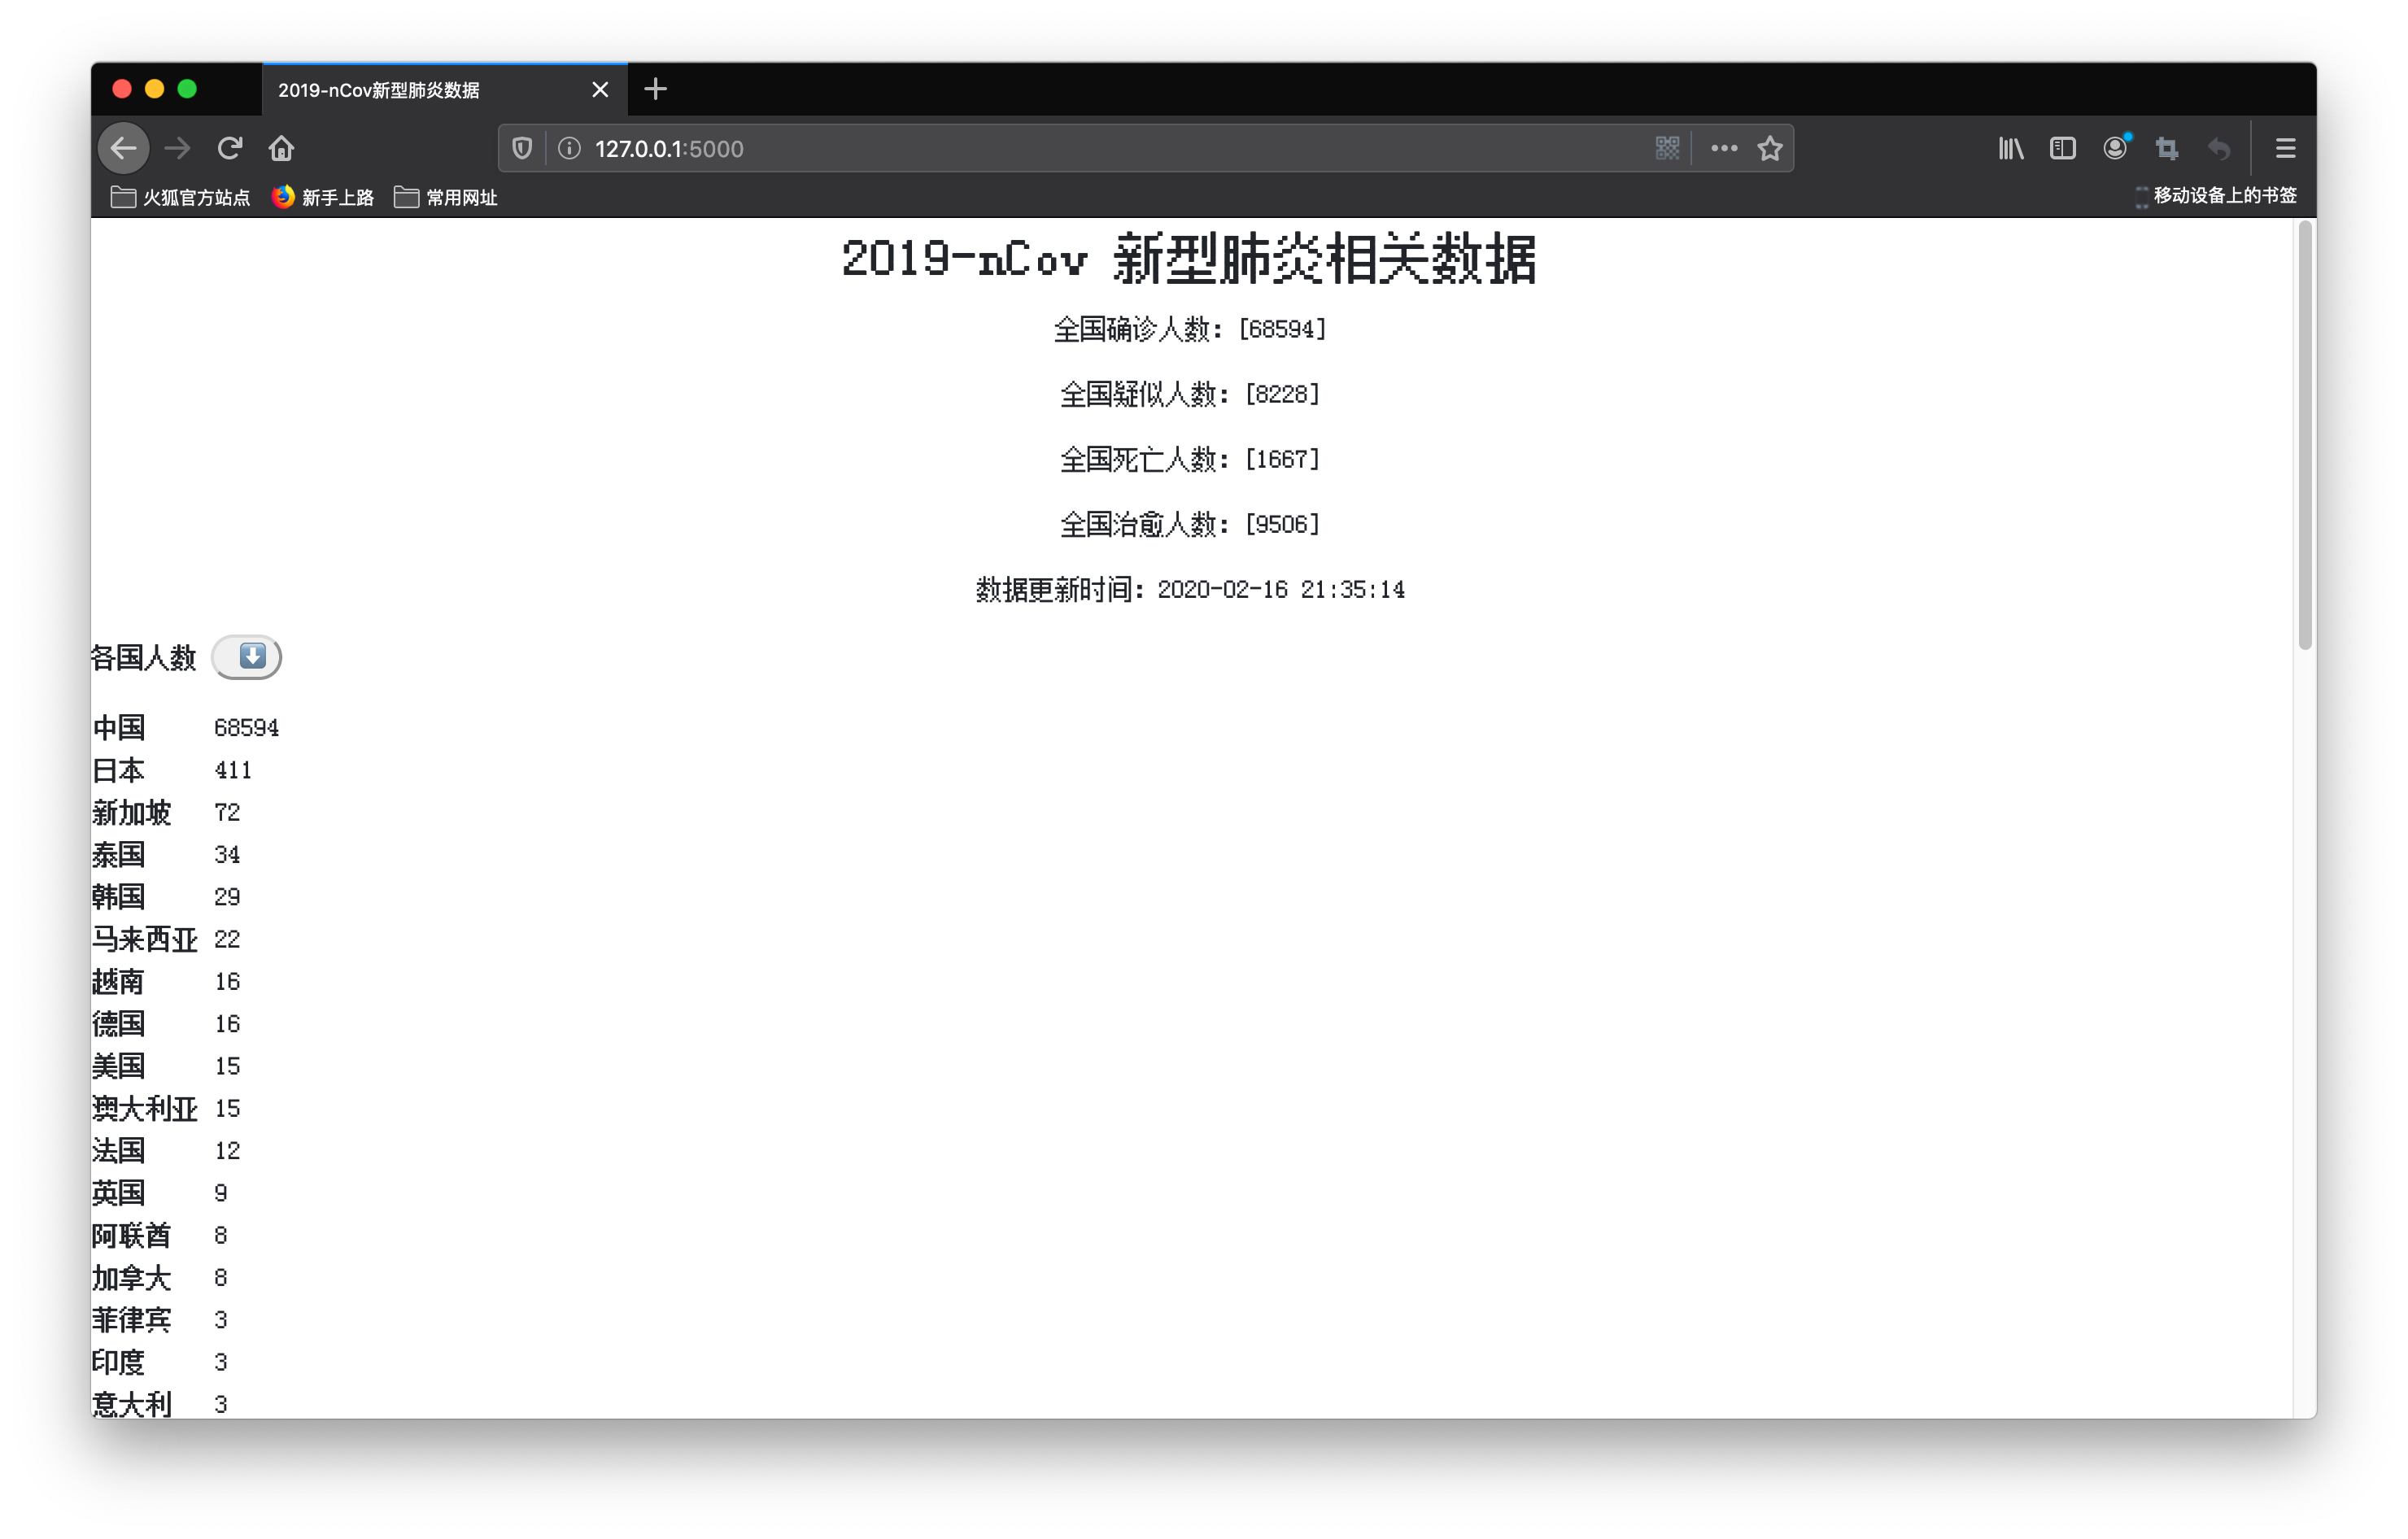 2019-nCov新型肺炎数据
127.0.0.1:5000
火狐官方站点 新手上路 常用网址 移动设备上的书签
2019-nCov 新型肺炎相关数据
全国确诊人数: [68594]
全国疑似人数: [8228]
全国死亡人数: [1667]
全国治愈人数: [9506]
数据更新时间: 2020-02-16 21:35:14
各国人数
中国 68594
日本 411
新加坡 72
泰国 34
韩国 29
马来西亚 22
越南 16
德国 16
美国 15
澳大利亚 15
法国 12
英国 9
阿联酋 8
加拿大 8
菲律宾 3
印度 3
意大利 3